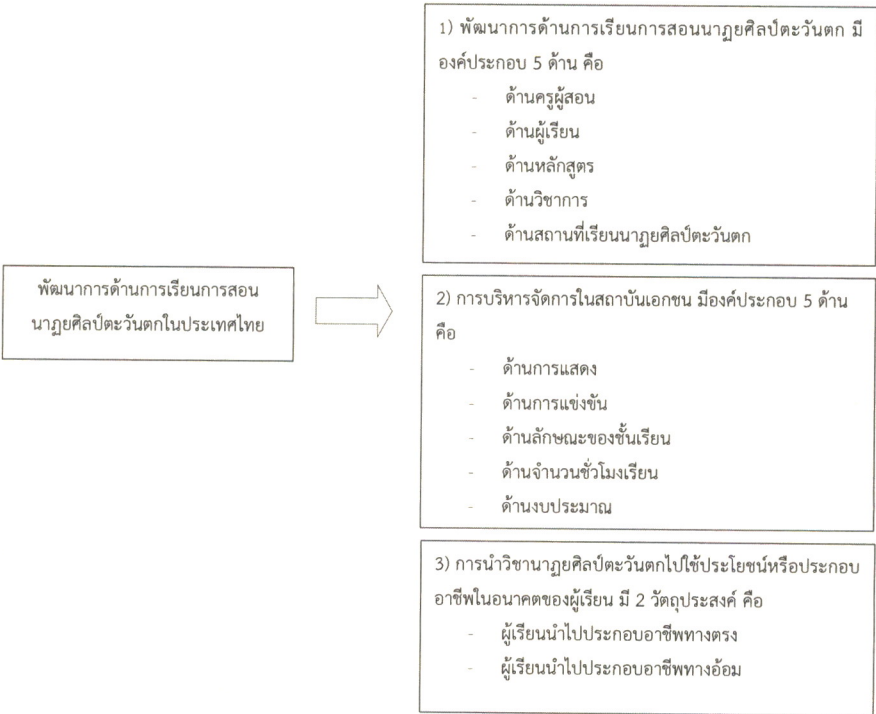 พัฒนาการด้านการเรียนการสอน
นาฏยศิลป์ตะวันตกในประเทศไทย
1) พัฒนาการด้านการเรียนการสอนนาฏยศิลป์ตะวันตก มี
องค์ประกอบ 5 ด้าน คือ
- ด้านครูผู้สอน
- ด้านผู้เรียน
- ด้านหลักสูตร
- ด้านวิชาการ
- ด้านสถานที่เรียนนาฏยศิลป์ตะวันตก
2) การบริหารจัดการในสถาบันเอกชน มีองค์ประกอบ 5 ด้าน
คือ
- ด้านการแสดง
- ด้านการแข่งขัน
- ด้านลักษณะของชั้นเรียน
- ด้านจำนวนชั่วโมงเรียน
- ด้านงบประมาณ
3) การนำวิชานาฏยศิลป์ตะวันตกไปใช้ประโยชน์หรือประกอบ
อาชีพในอนาคตของผู้เรียน มี 2 วัตถุประสงค์ คือ
- ผู้เรียนนำไปประกอบอาชีพทางตรง
- ผู้เรียนนำไปประกอบอาชีพทางอ้อม